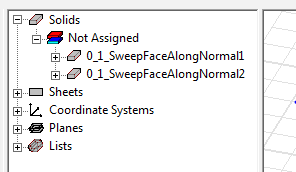 Solids
Not Assigned
0_1_SweepFaceAlongNormal1
0_1_SweepFaceAlongNormal2
Sheets
Coordinate Systems
Planes
Lists